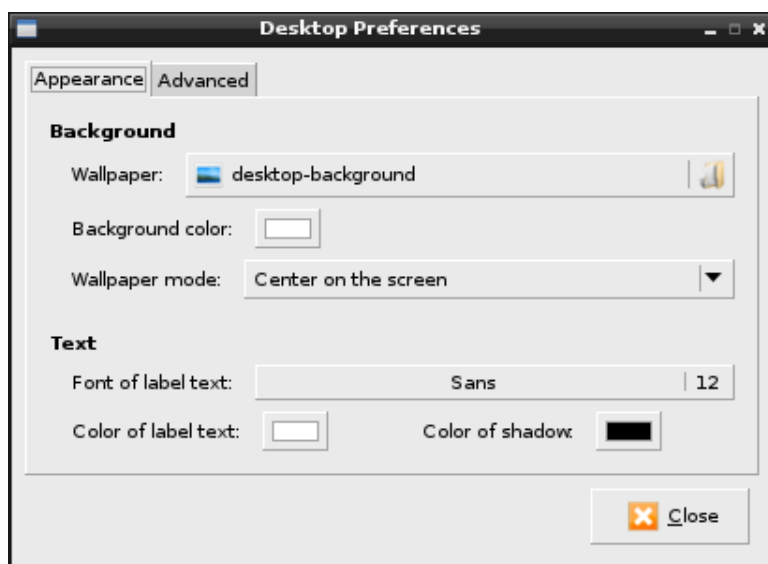 Desktop Preferences
Appearance Advanced
Background
Wallpaper: desktop-background
Background color:
Wallpaper mode: Center on the screen
Text
Font of label text: Sans 12
Color of label text: Color of shadow:
Close